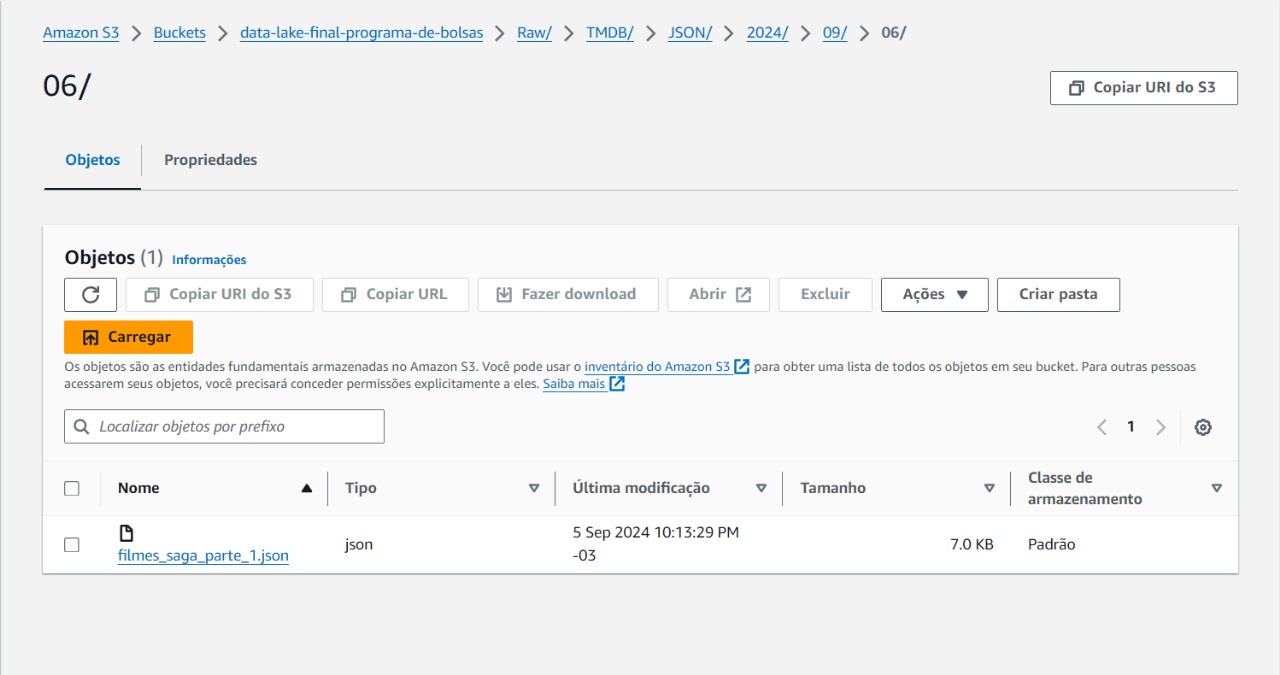 Amazon S3 > Buckets > data-lake-final-programa-de-bolsas > Raw/ > TMDB/ > JSON/ > 2024/ > 09/ > 06/
06/
Copiar URI do S3
Objetos Propriedades
Objetos (1) Informações
Copiar URI do S3 Copiar URL Fazer download Abrir Excluir Ações Criar pasta
Carregar
Os objetos são as entidades fundamentais armazenadas no Amazon S3. Você pode usar o inventário do Amazon S3 para obter uma lista de todos os objetos em seu bucket. Para outras pessoas
acessarem seus objetos, você precisará conceder permissões explicitamente a eles. Saiba mais
Localizar objetos por prefixo
1
Nome Tipo Última modificação Tamanho Classe de
armazenamento
filmes_saga_parte_1.json json 5 Sep 2024 10:13:29 PM
-03 7.0 KB Padrão